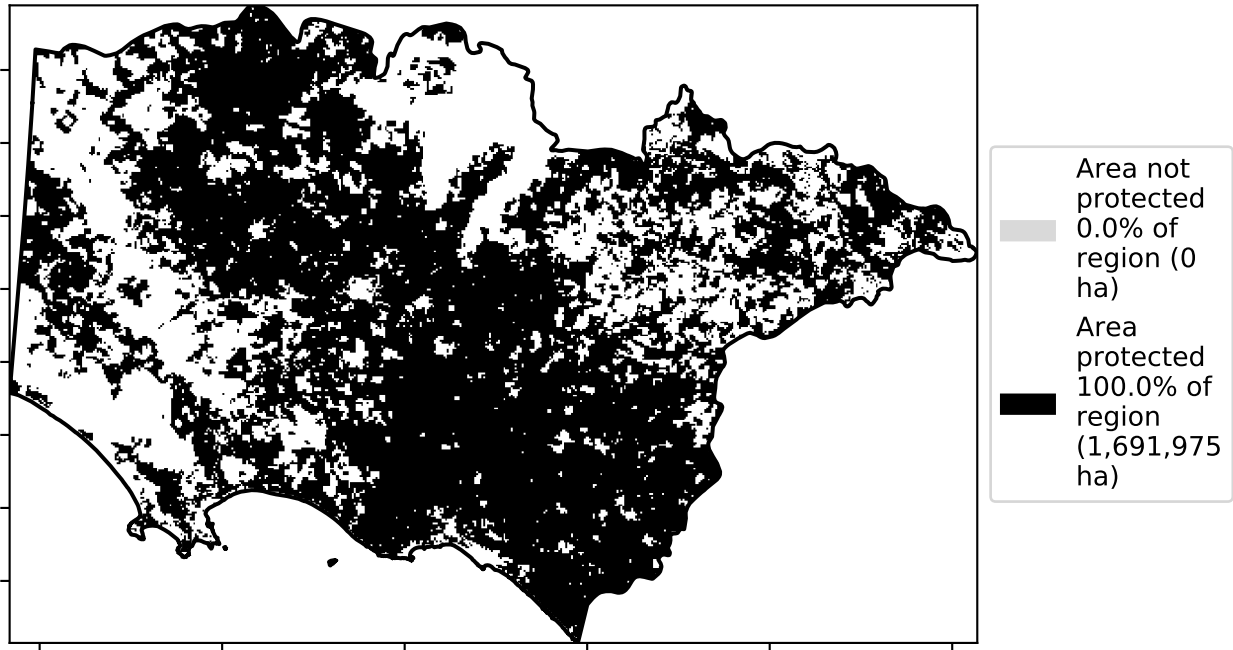 Area not
protected
0.0% of
region (0
ha)
Area
protected
100.0% of
region
(1,691,975
ha)